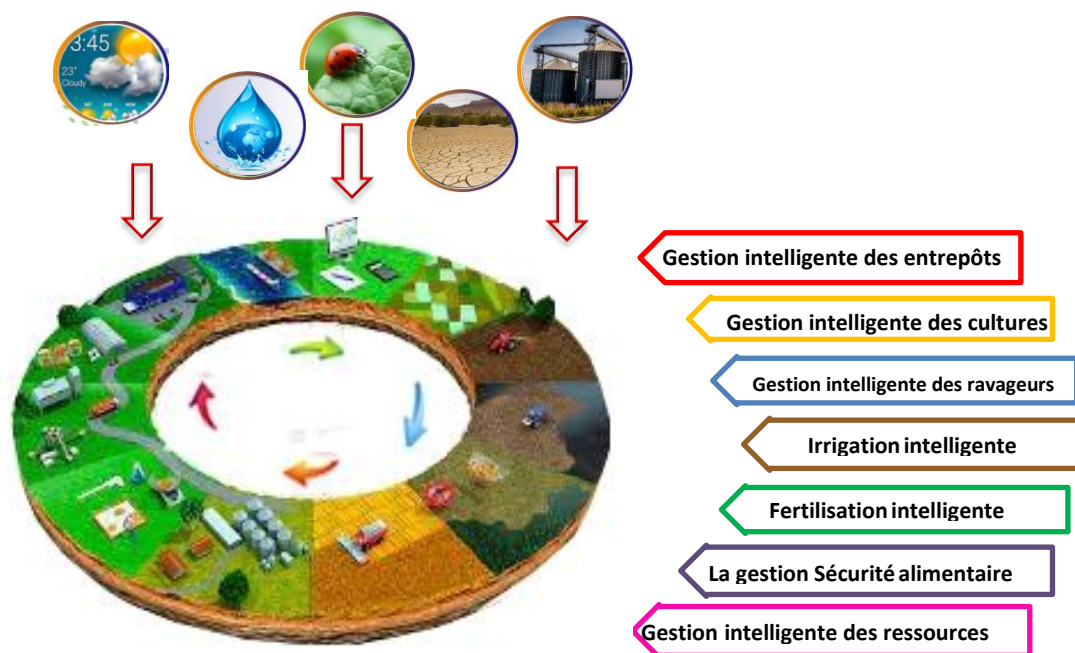 3:45
23°
Cloudy
Gestion intelligente des entrepôts
Gestion intelligente des cultures
Gestion intelligente des ravageurs
Irrigation intelligente
Fertilisation intelligente
La gestion Sécurité alimentaire
Gestion intelligente des ressources